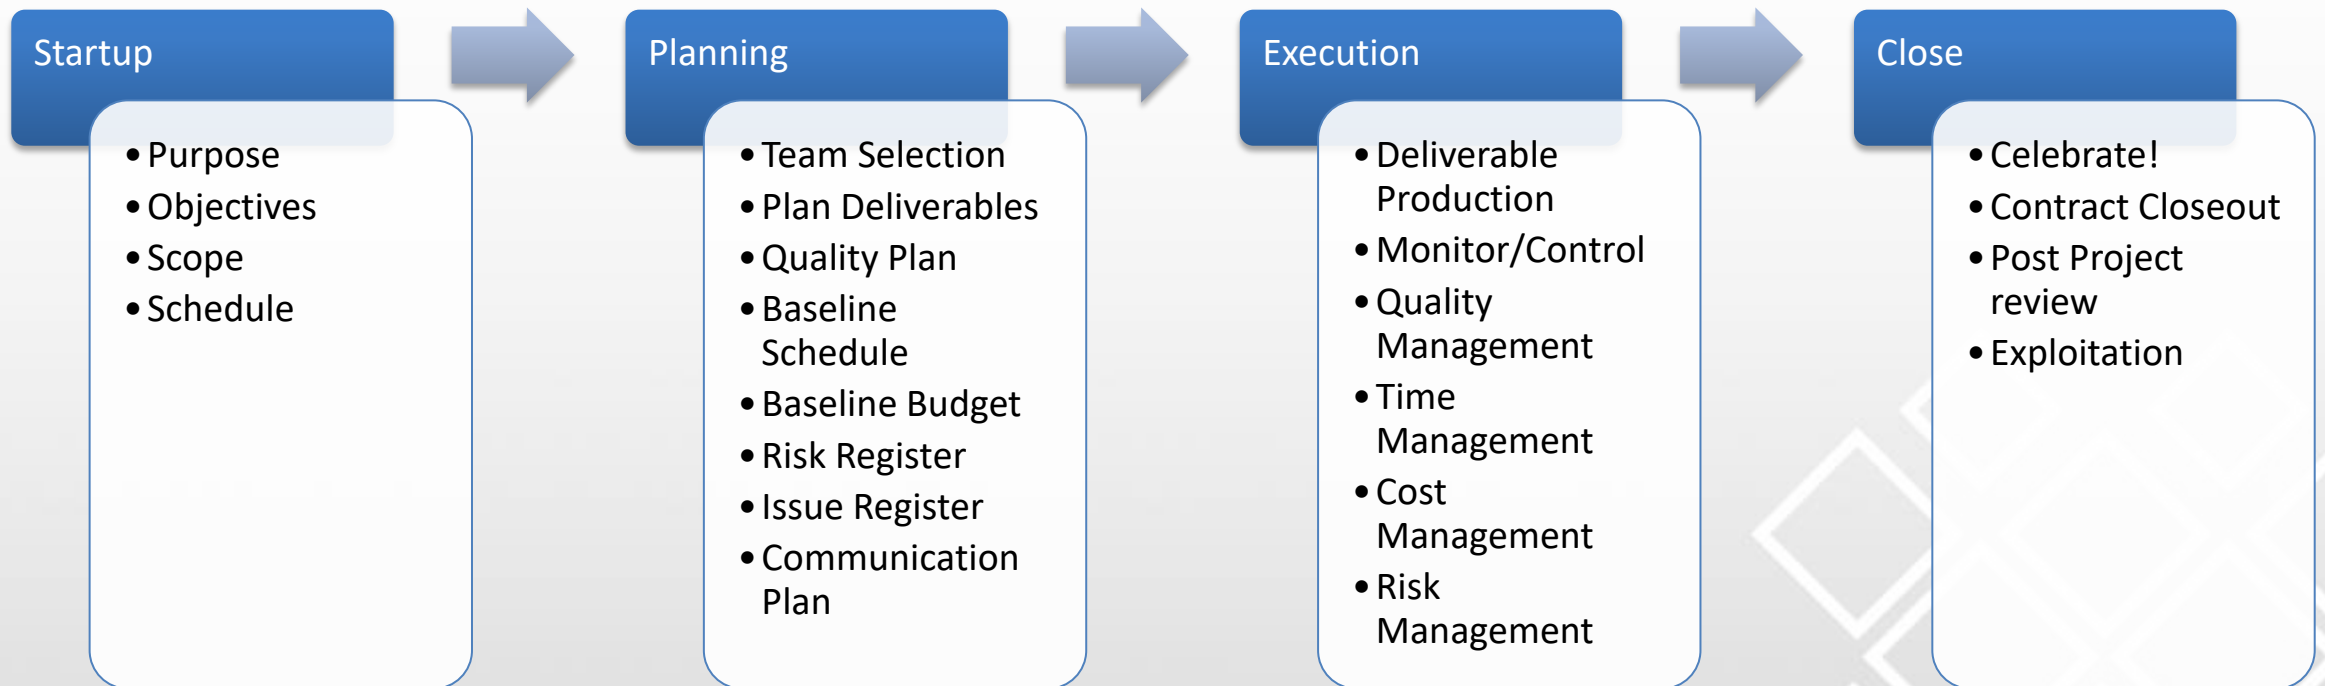 Startup
•Purpose
•Objectives
•Scope
•Schedule
Planning
•Team Selection
•Plan Deliverables
•Quality Plan
•Baseline
Schedule
•Baseline Budget
•Risk Register
•Issue Register
•Communication
Plan
Execution
•Deliverable
Production
•Monitor/Control
•Quality
Management
•Time
Management
•Cost
Management
•Risk
Management
Close
•Celebrate!
•Contract Closeout
•Post Project
review
•Exploitation